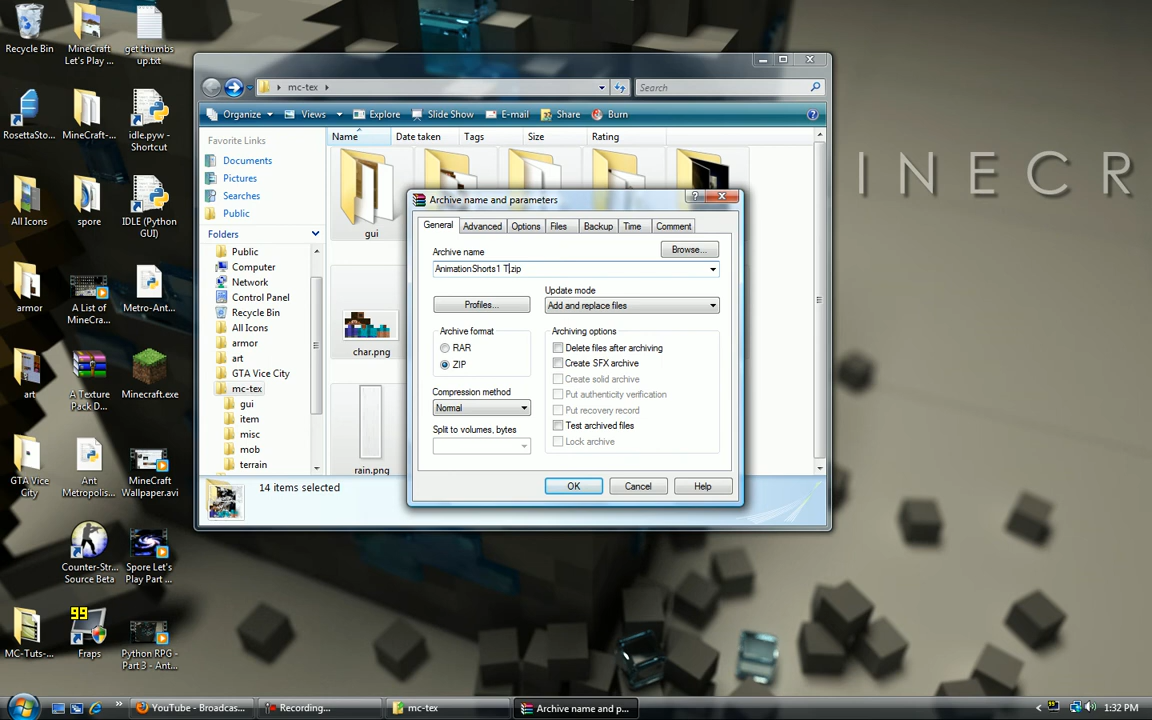 Recycle Bin
MineCraft Let's Play ...
get thumbs up.txt
RosettaSto...
MineCraft-...
idle.pyw - Shortcut
All Icons
spore
IDLE (Python GUI)
armor
A List of MineCra...
Metro-Ant...
art
A Texture Pack D...
Minecraft.exe
GTA Vice City
Ant Metropolis...
MineCraft Wallpaper.avi
Counter-Str... Source Beta
Spore Let's Play Part ...
99
MC-Tuts-...
Fraps
Python RPG - Part 3 - Ant...
INECR
mc-tex
Search
Organize
Views
Explore
Slide Show
E-mail
Share
Burn
Favorite Links
Documents
Pictures
Searches
Public
Folders
Public
Computer
Network
Control Panel
Recycle Bin
All Icons
armor
art
GTA Vice City
mc-tex
gui
item
misc
mob
terrain
Name
Date taken
Tags
Size
Rating
gui
char.png
rain.png
14 items selected
Archive name and parameters
General
Advanced
Options
Files
Backup
Time
Comment
Archive name
Browse...
AnimationShorts1 T.zip
Profiles...
Update mode
Add and replace files
Archive format
RAR
ZIP
Compression method
Normal
Split to volumes, bytes
Archiving options
Delete files after archiving
Create SFX archive
Create solid archive
Put authenticity verification
Put recovery record
Test archived files
Lock archive
OK
Cancel
Help
YouTube - Broadcas...
Recording...
mc-tex
Archive name and p...
1:32 PM